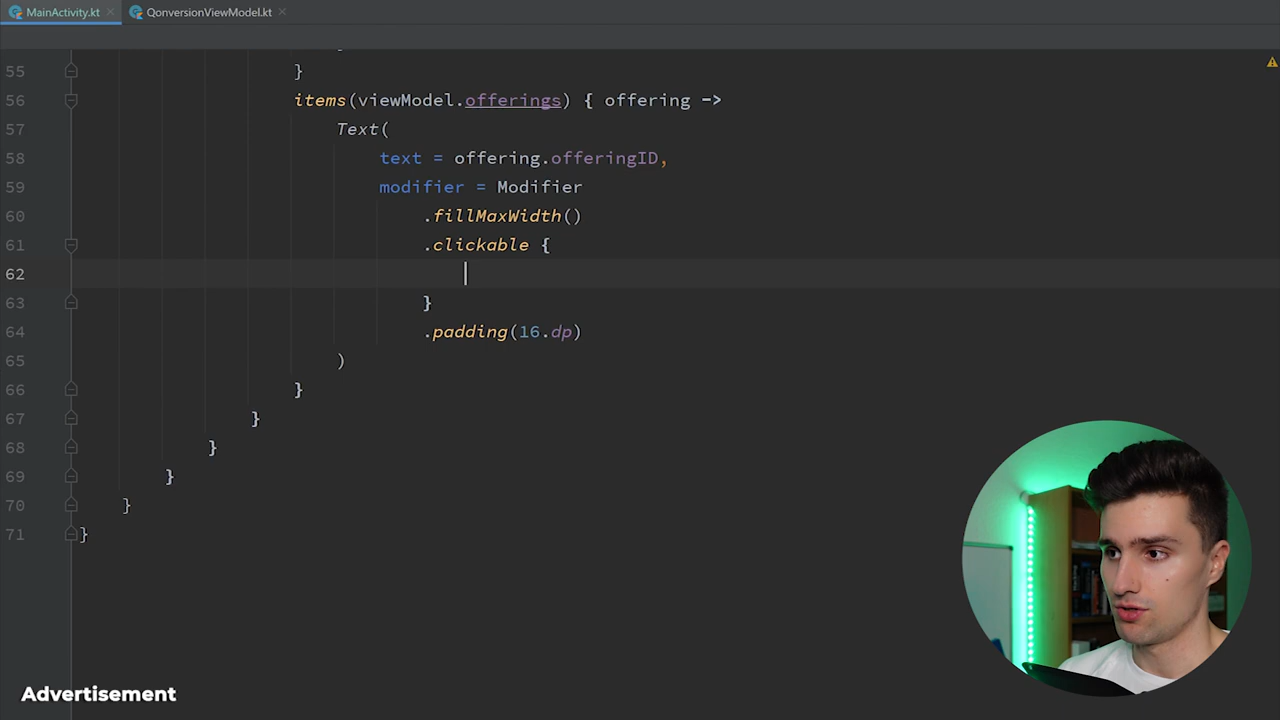 MainActivity.kt
QonversionViewModel.kt
55 }
56 items(viewModel.offerings) { offering ->
57 Text(
58 text = offering.offeringID,
59 modifier = Modifier
60 .fillMaxWidth()
61 .clickable {
62
63 }
64 .padding(16.dp)
65 )
66 }
67 }
68 }
69 }
70 }
71 }
Advertisement